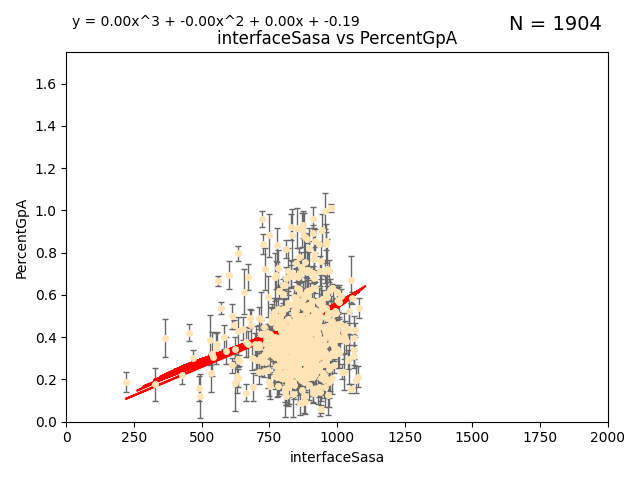 y = 0.00x^3 + -0.00x^2 + 0.00x + -0.19
N = 1904
interfaceSasa vs PercentGpA
1.6
1.4
1.2
1.0
0.8
0.6
0.4
0.2
0.0
PercentGpA
0 250 500 750 1000 1250 1500 1750 2000
interfaceSasa